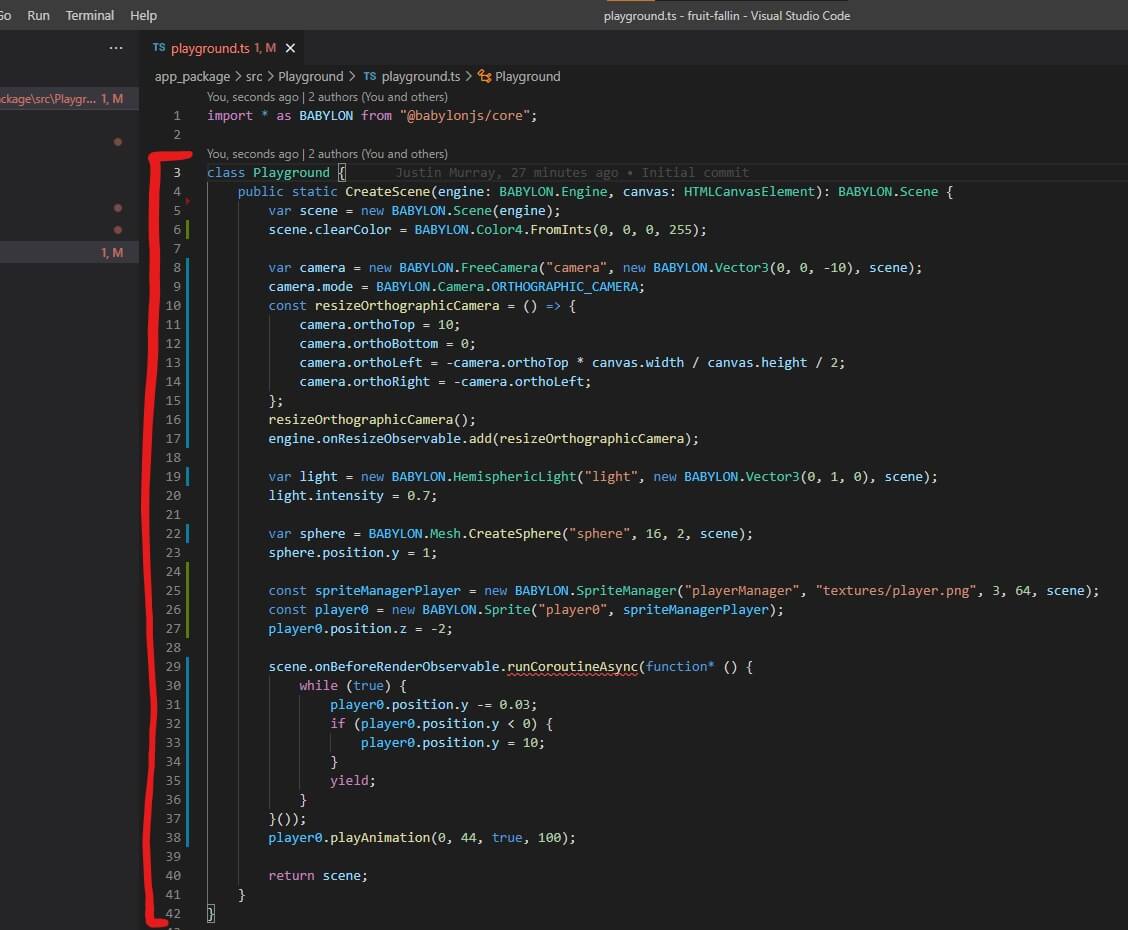 Go Run Terminal Help
playground.ts - fruit-fallin - Visual Studio Code
...
TS playground.ts 1, M
app_package > src > Playground > TS playground.ts > Playground
ckage\src\Playgr... 1, M
1, M
You, seconds ago | 2 authors (You and others)
1 import * as BABYLON from "@babylonjs/core";
2
You, seconds ago | 2 authors (You and others)
3 class Playground { Justin Murray, 27 minutes ago • Initial commit
4 public static CreateScene(engine: BABYLON.Engine, canvas: HTMLCanvasElement): BABYLON.Scene {
5 var scene = new BABYLON.Scene(engine);
6 scene.clearColor = BABYLON.Color4.FromInts(0, 0, 0, 255);
7
8 var camera = new BABYLON.FreeCamera("camera", new BABYLON.Vector3(0, 0, -10), scene);
9 camera.mode = BABYLON.Camera.ORTHOGRAPHIC_CAMERA;
10 const resizeOrthographicCamera = () => {
11 camera.orthoTop = 10;
12 camera.orthoBottom = 0;
13 camera.orthoLeft = -camera.orthoTop * canvas.width / canvas.height / 2;
14 camera.orthoRight = -camera.orthoLeft;
15 };
16 resizeOrthographicCamera();
17 engine.onResizeObservable.add(resizeOrthographicCamera);
18
19 var light = new BABYLON.HemisphericLight("light", new BABYLON.Vector3(0, 1, 0), scene);
20 light.intensity = 0.7;
21
22 var sphere = BABYLON.Mesh.CreateSphere("sphere", 16, 2, scene);
23 sphere.position.y = 1;
24
25 const spriteManagerPlayer = new BABYLON.SpriteManager("playerManager", "textures/player.png", 3, 64, scene);
26 const player0 = new BABYLON.Sprite("player0", spriteManagerPlayer);
27 player0.position.z = -2;
28
29 scene.onBeforeRenderObservable.runCoroutineAsync(function* () {
30 while (true) {
31 player0.position.y -= 0.03;
32 if (player0.position.y < 0) {
33 player0.position.y = 10;
34 }
35 yield;
36 }
37 }());
38 player0.playAnimation(0, 44, true, 100);
39
40 return scene;
41 }
42 }